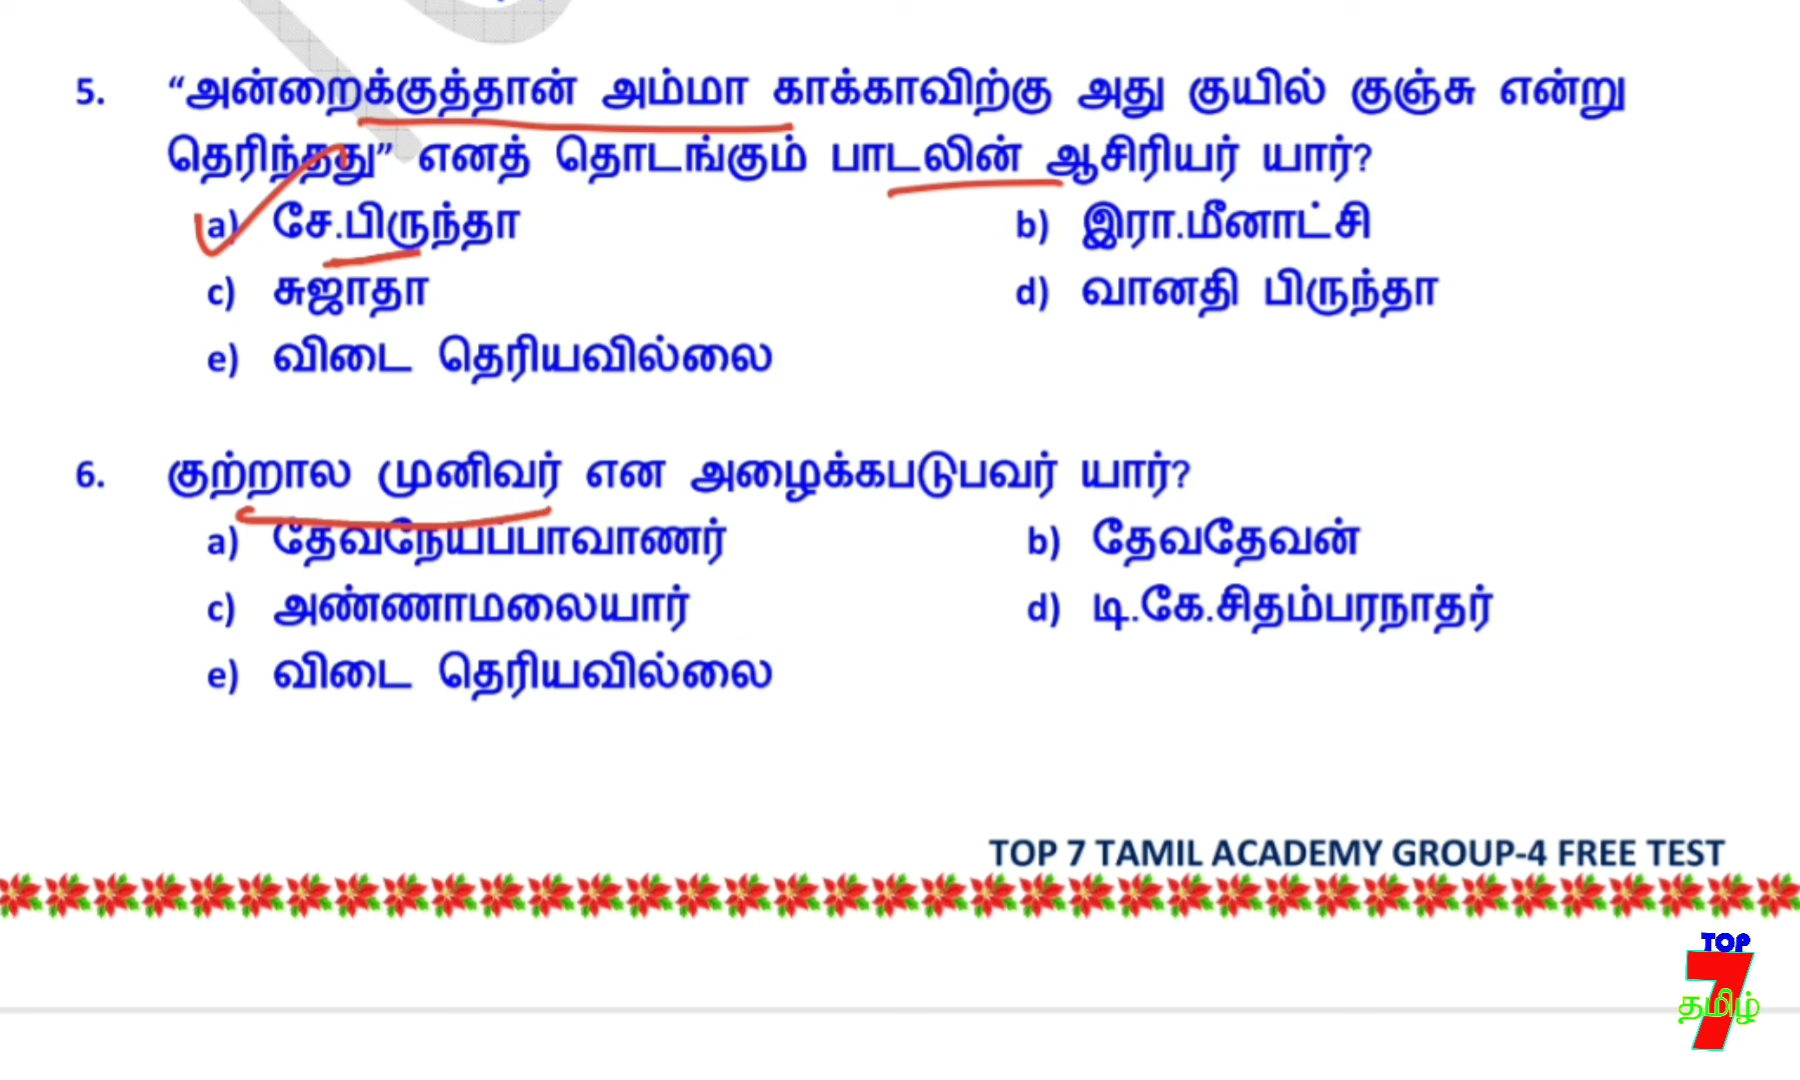 5. “அன்றைக்குத்தான் அம்மா காக்காவிற்கு அது குயில் குஞ்சு என்று
தெரிந்தது” எனத் தொடங்கும் பாடலின் ஆசிரியர் யார்?
a) சே.பிருந்தா b) இரா.மீனாட்சி
c) சுஜாதா d) வானதி பிருந்தா
e) விடை தெரியவில்லை
6. குற்றால முனிவர் என அழைக்கபடுபவர் யார்?
a) தேவநேயப்பாவாணர் b) தேவதேவன்
c) அண்ணாமலையார் d) டி.கே.சிதம்பரநாதர்
e) விடை தெரியவில்லை
TOP 7 TAMIL ACADEMY GROUP-4 FREE TEST
TOP
7
தமிழ்